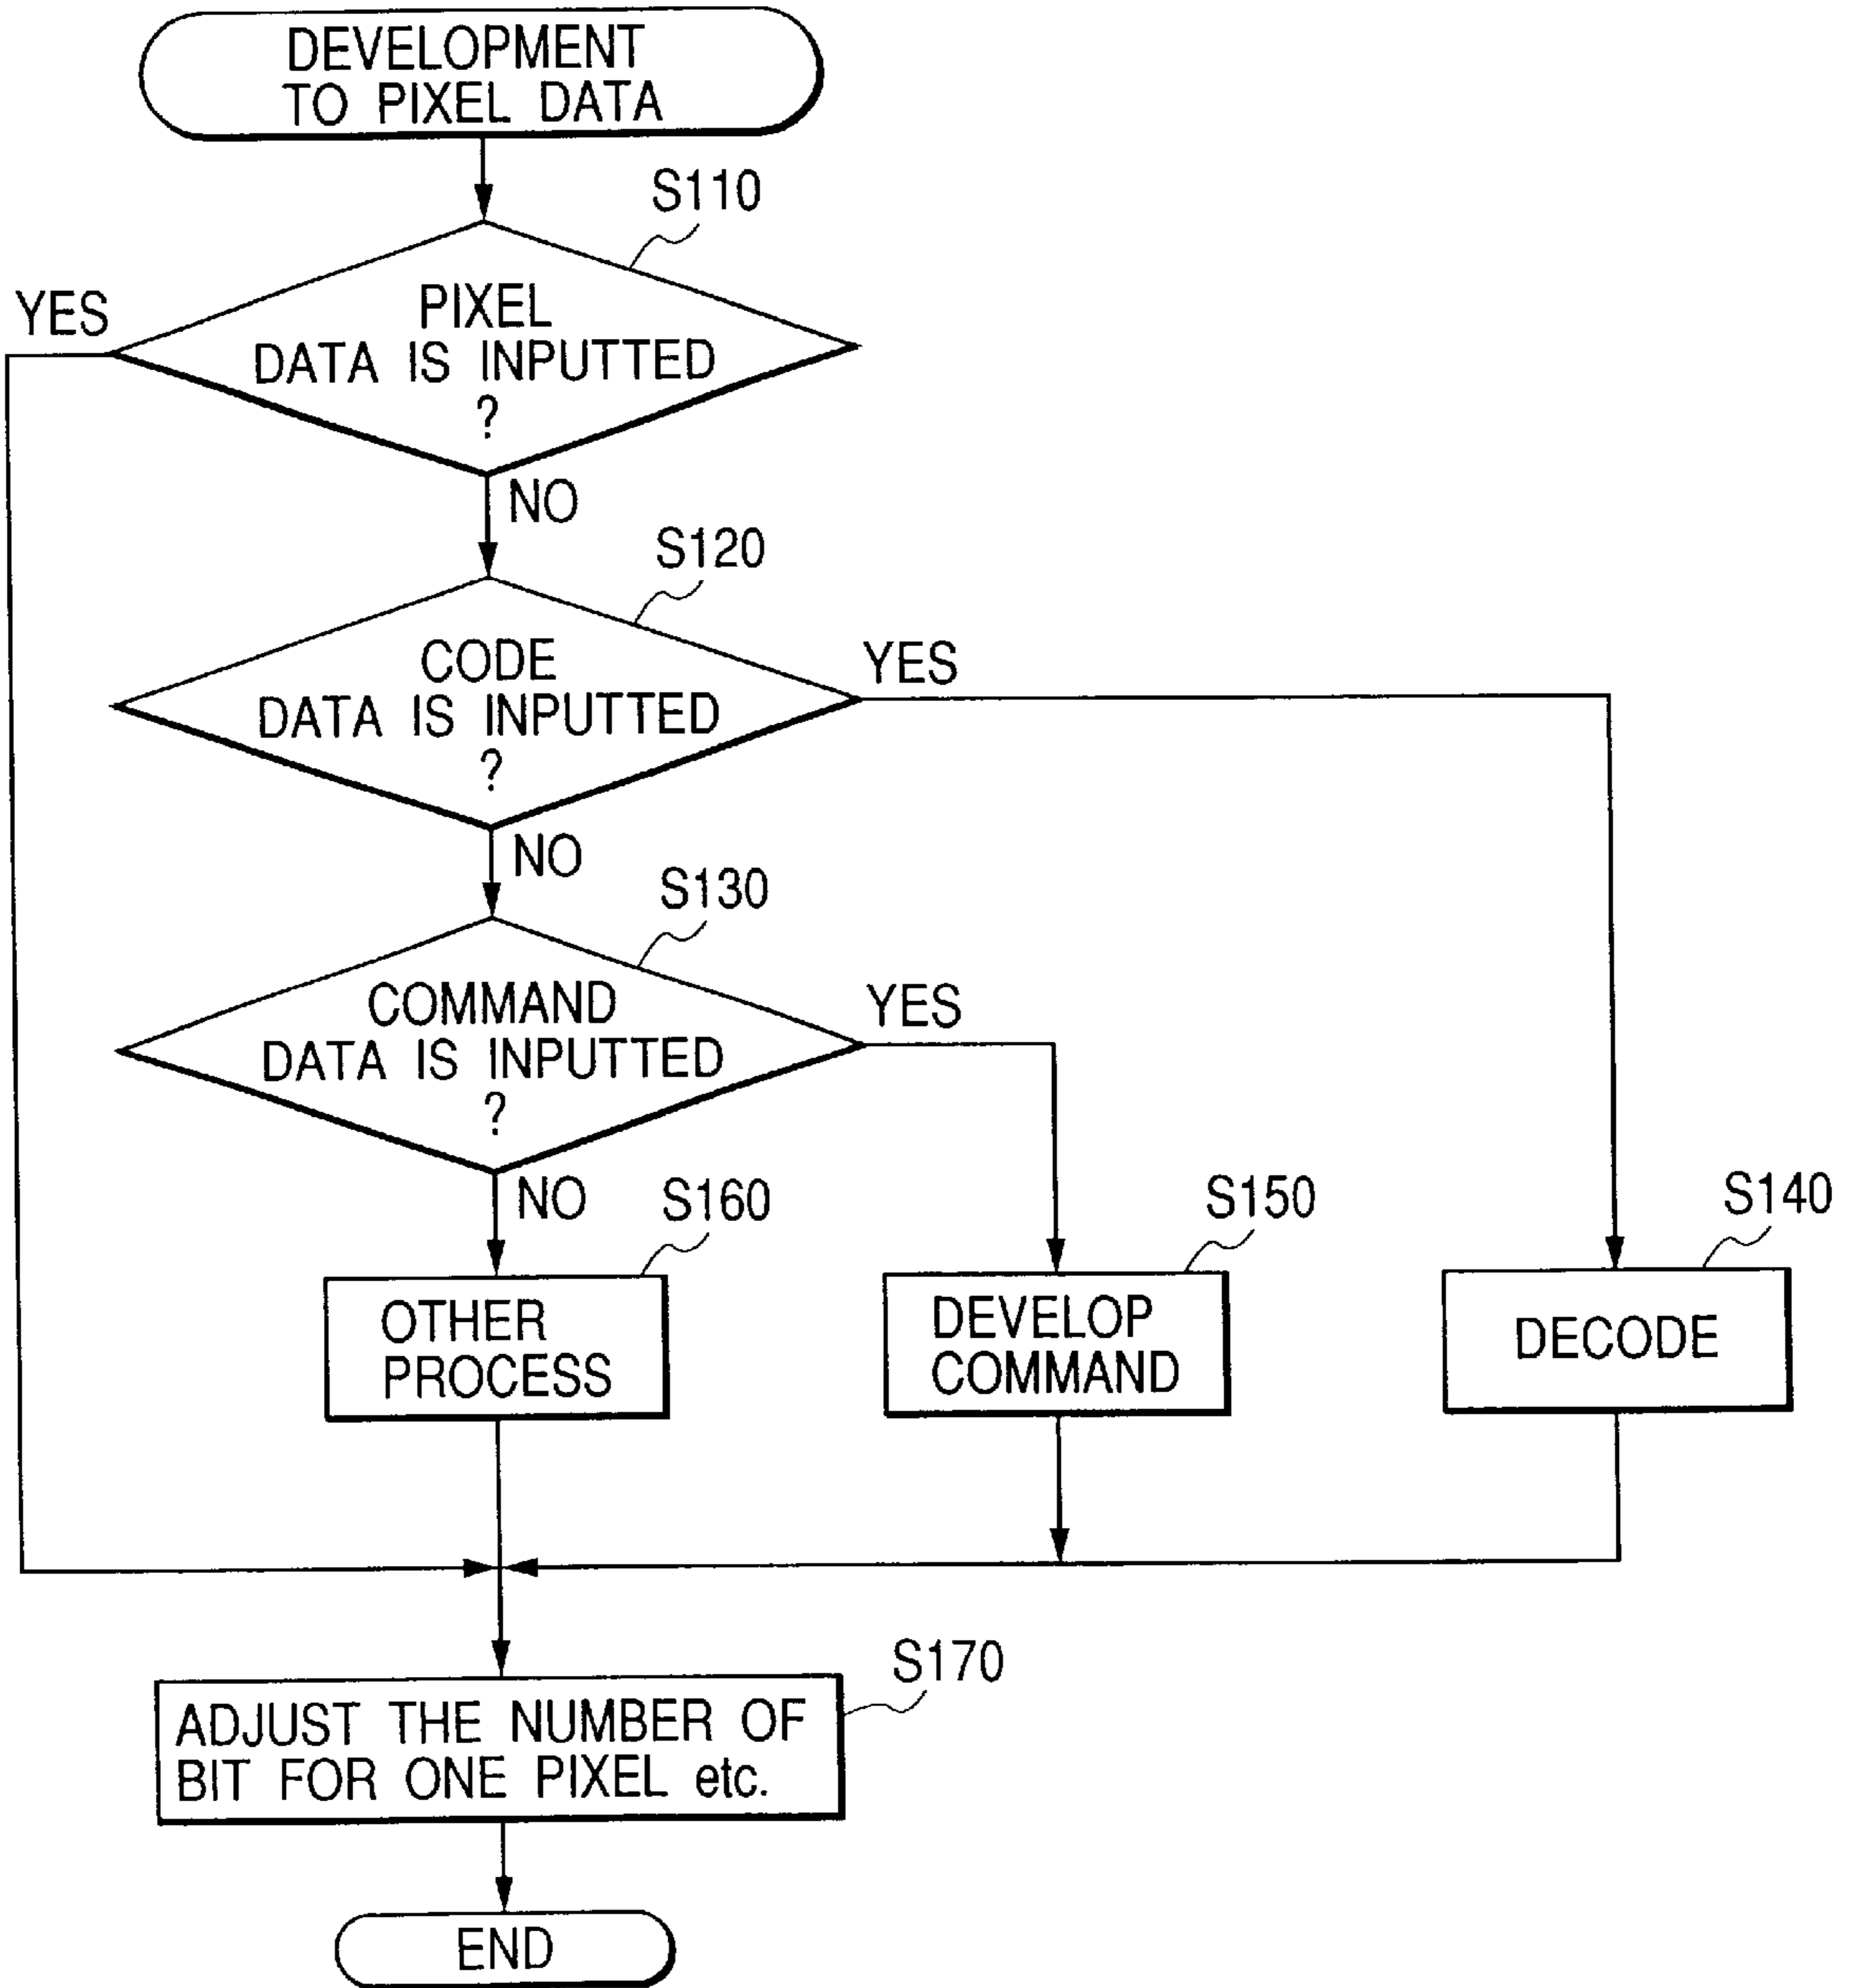 DEVELOPMENT
TO PIXEL DATA
S110
YES
PIXEL
DATA IS INPUTTED
?
NO
S120
CODE
DATA IS INPUTTED
?
YES
NO
S130
COMMAND
DATA IS INPUTTED
?
YES
NO
S160
S150
S140
OTHER
PROCESS
DEVELOP
COMMAND
DECODE
S170
ADJUST THE NUMBER OF
BIT FOR ONE PIXEL etc.
END